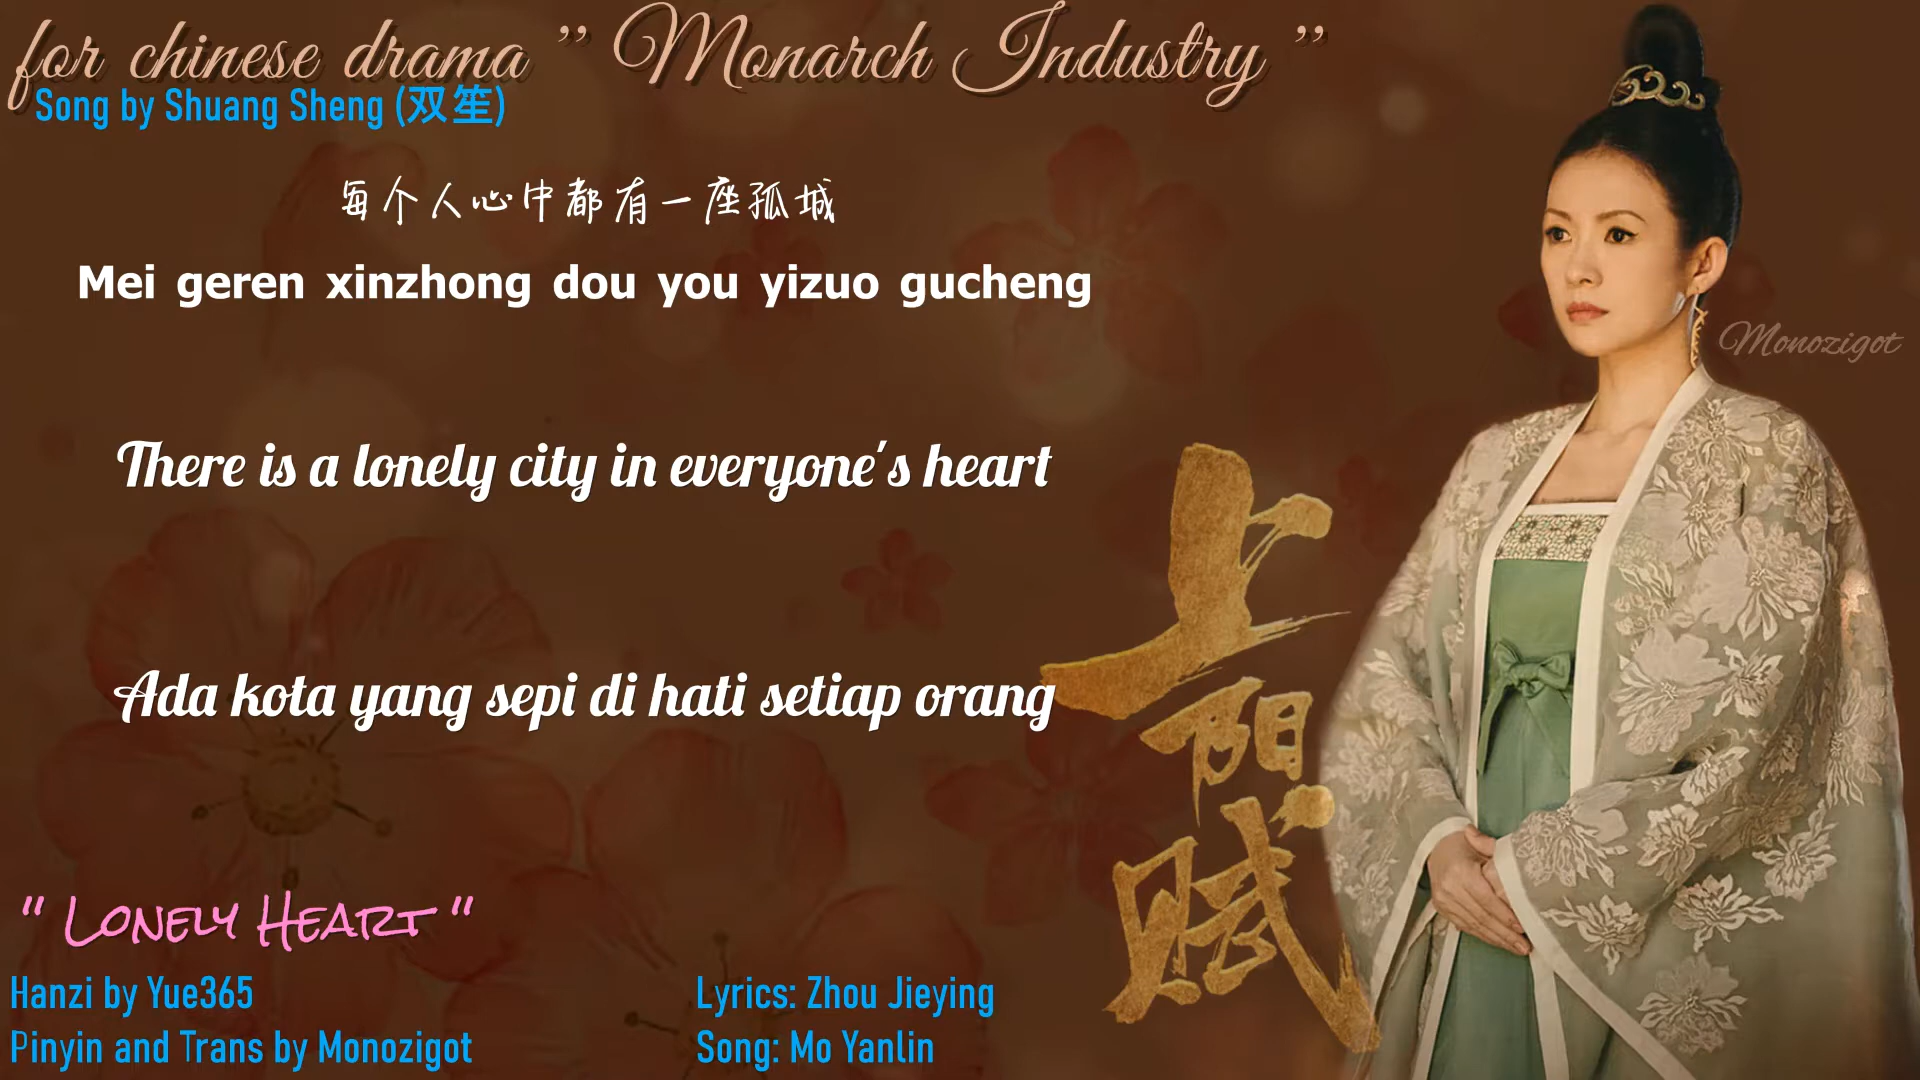 for chinese drama " Monarch Industry "
Song by Shuang Sheng (双笙)
每个人心中都有一座孤城
Mei geren xinzhong dou you yizuo gucheng
There is a lonely city in everyone's heart
Ada kota yang sepi di hati setiap orang
Monozigot
上阳赋
" Lonely Heart "
Hanzi by Yue365
Pinyin and Trans by Monozigot
Lyrics: Zhou Jieying
Song: Mo Yanlin